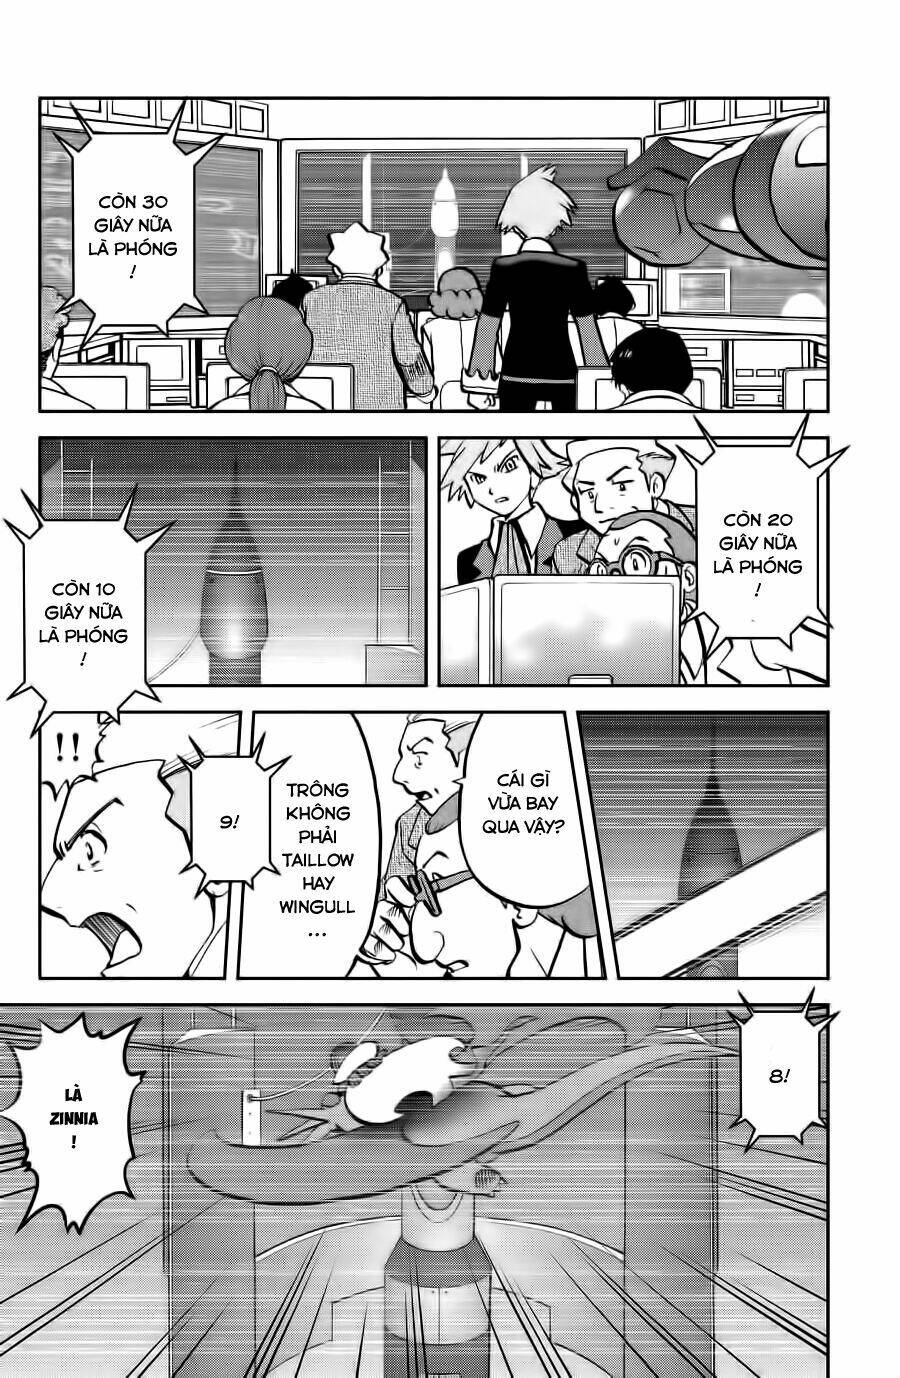 CÒN 30
GIÂY NỮA
LÀ PHÓNG
!
CÒN 20
GIÂY NỮA
LÀ PHÓNG
!
CÒN 10
GIÂY NỮA
LÀ PHÓNG
!
CÁI GÌ
VỪA BAY
QUA VẬY?
TRÔNG
KHÔNG
PHẢI
TAILLOW
HAY
WINGULL
...
9!
!!
8!
LÀ
ZINNIA
!